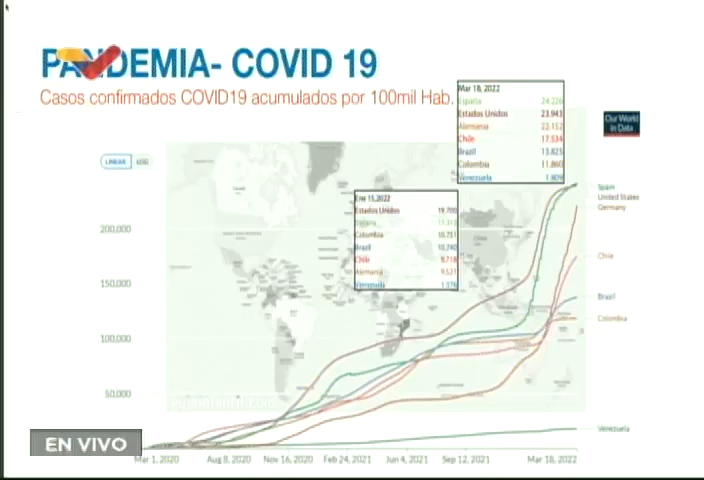 PANDEMIA- COVID 19
Casos confirmados COVID19 acumulados por 100mil Hab.
Mar 18, 2022
España 24.226
Estados Unidos 23.943
Alemania 22.152
Chile 17.534
Brazil 13.823
Colombia 11.860
Venezuela 1.809
Our World
in Data
LINEAR LOG
Ene 15,2022
Estados Unidos 19.700
España
Colombia 10.731
Brazil 10.740
Chile 9.718
Alemania 9.521
Venezuela 1.576
Spain
United States
Germany
200,000
Chile
150,000
Brazil
Colombia
100,000
50,000
Venezuela
EN VIVO
Mar 1, 2020 Aug 8, 2020 Nov 16, 2020 Feb 24, 2021 Jun 4, 2021 Sep 12, 2021 Mar 18, 2022